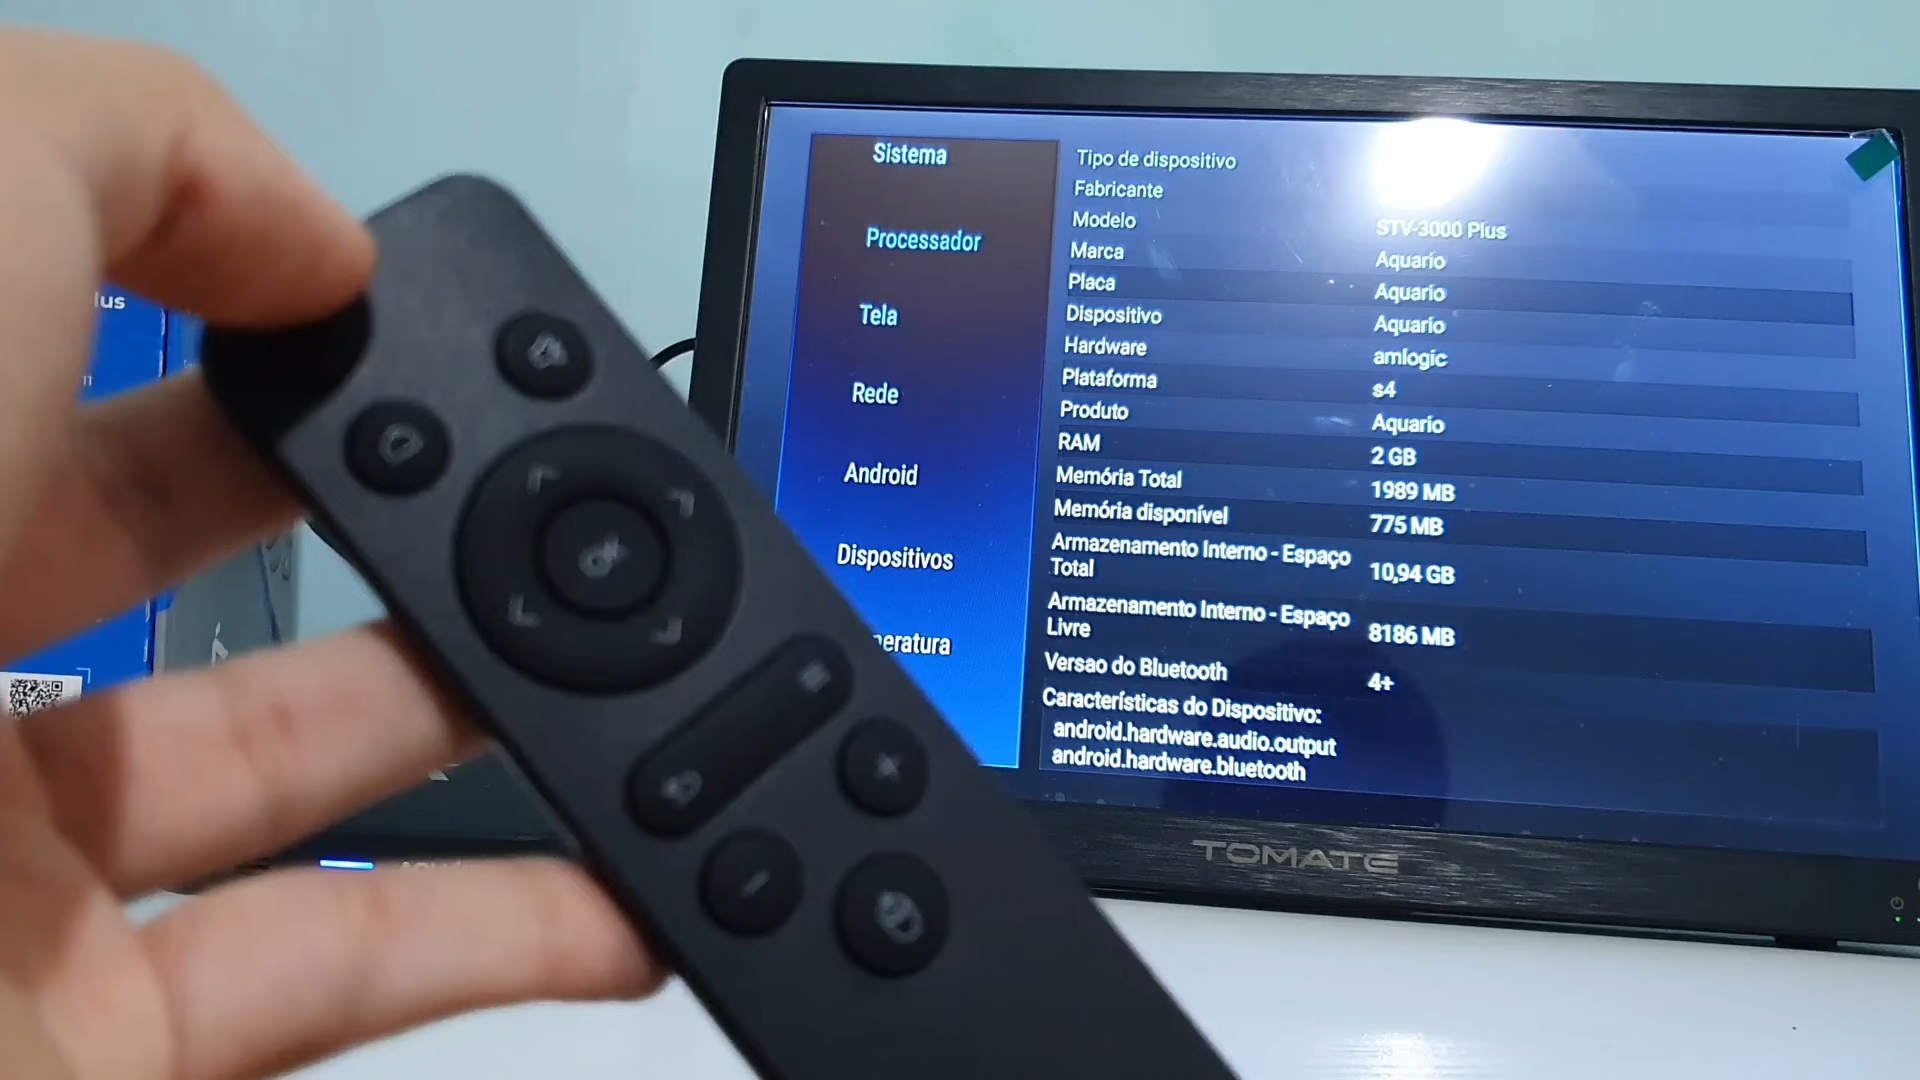 Sistema
Processador
Tela
Rede
Android
Dispositivos
peratura
Tipo de dispositivo
Fabricante
Modelo STV-3000 Plus
Marca Aquario
Placa Aquario
Dispositivo Aquario
Hardware amlogic
Plataforma s4
Produto Aquario
RAM 2 GB
Memória Total 1989 MB
Memória disponível 775 MB
Armazenamento Interno - Espaço
Total 10,94 GB
Armazenamento Interno - Espaço
Livre 8186 MB
Versao do Bluetooth 4+
Características do Dispositivo:
android.hardware.audio.output
android.hardware.bluetooth
TOMATE
OK
lus